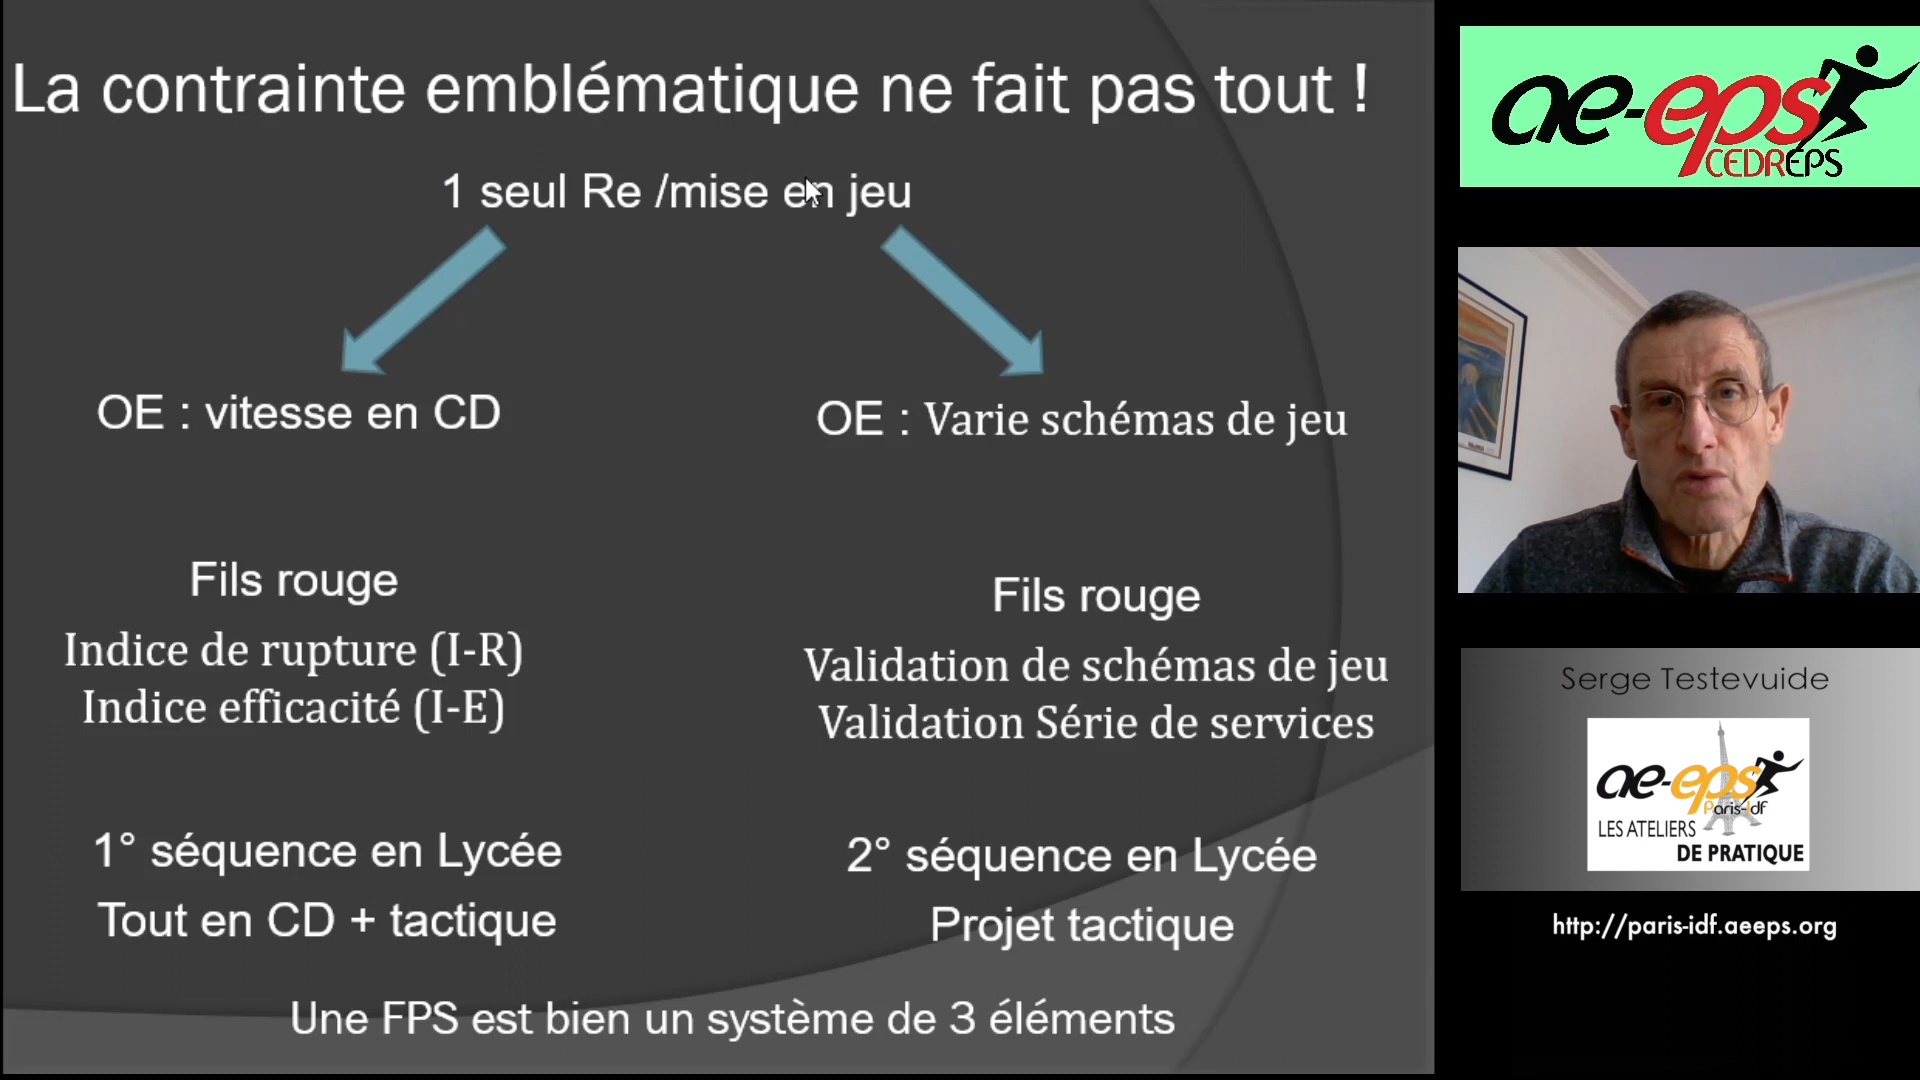 La contrainte emblématique ne fait pas tout !
1 seul Re /mise en jeu
OE : vitesse en CD
OE : Varie schémas de jeu
Fils rouge
Indice de rupture (I-R)
Indice efficacité (I-E)
Fils rouge
Validation de schémas de jeu
Validation Série de services
1° séquence en Lycée
Tout en CD + tactique
2° séquence en Lycée
Projet tactique
Une FPS est bien un système de 3 éléments
ae-eps
CEDREPS
Serge Testevuide
ae-eps
Paris-Idf
LES ATELIERS
DE PRATIQUE
http://paris-idf.aeeps.org